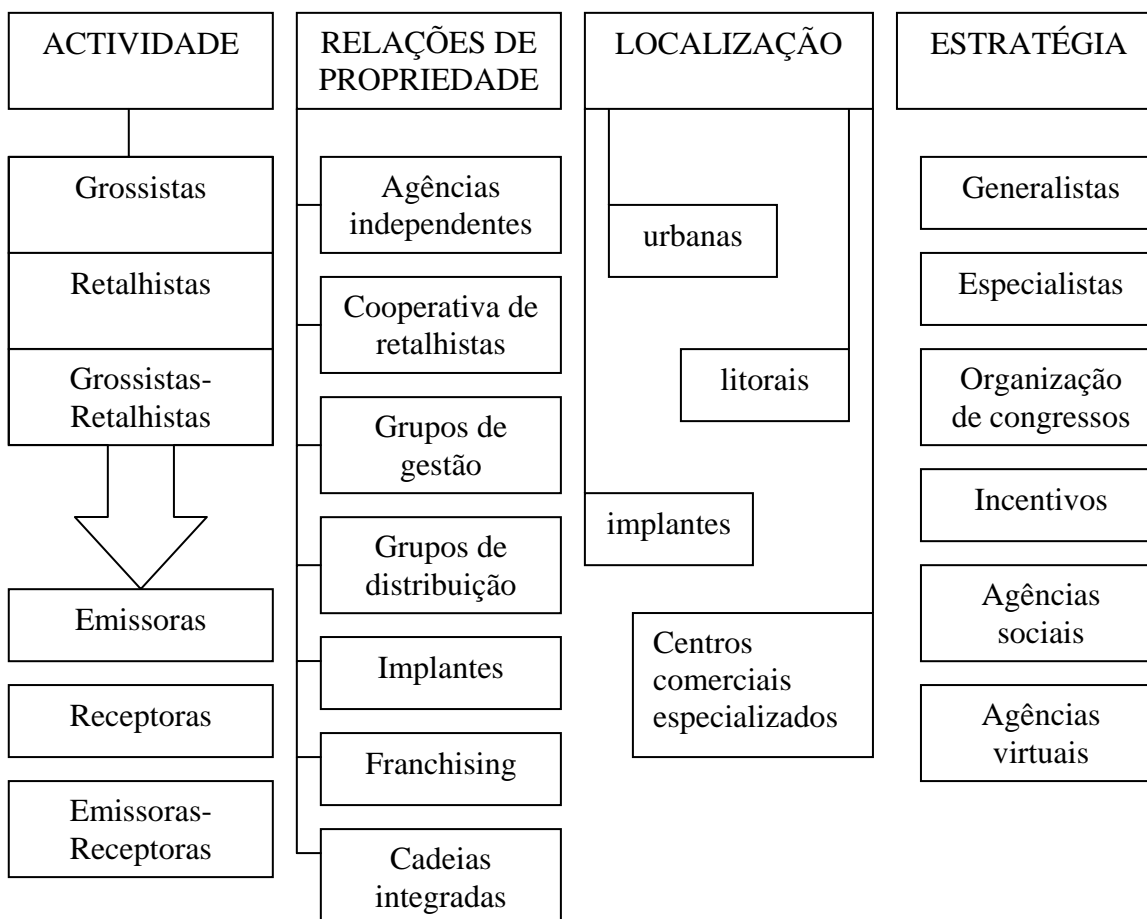 ACTIVIDADE
RELAÇÕES DE
PROPRIEDADE
LOCALIZAÇÃO
ESTRATÉGIA
Grossistas
Retalhistas
Grossistas-
Retalhistas
Emissoras
Receptoras
Emissoras-
Receptoras
Agências
independentes
Cooperativa de
retalhistas
Grupos de
gestão
Grupos de
distribuição
Implantes
Franchising
Cadeias
integradas
urbanas
litorais
implantes
Centros
comerciais
especializados
Generalistas
Especialistas
Organização
de congressos
Incentivos
Agências
sociais
Agências
virtuais